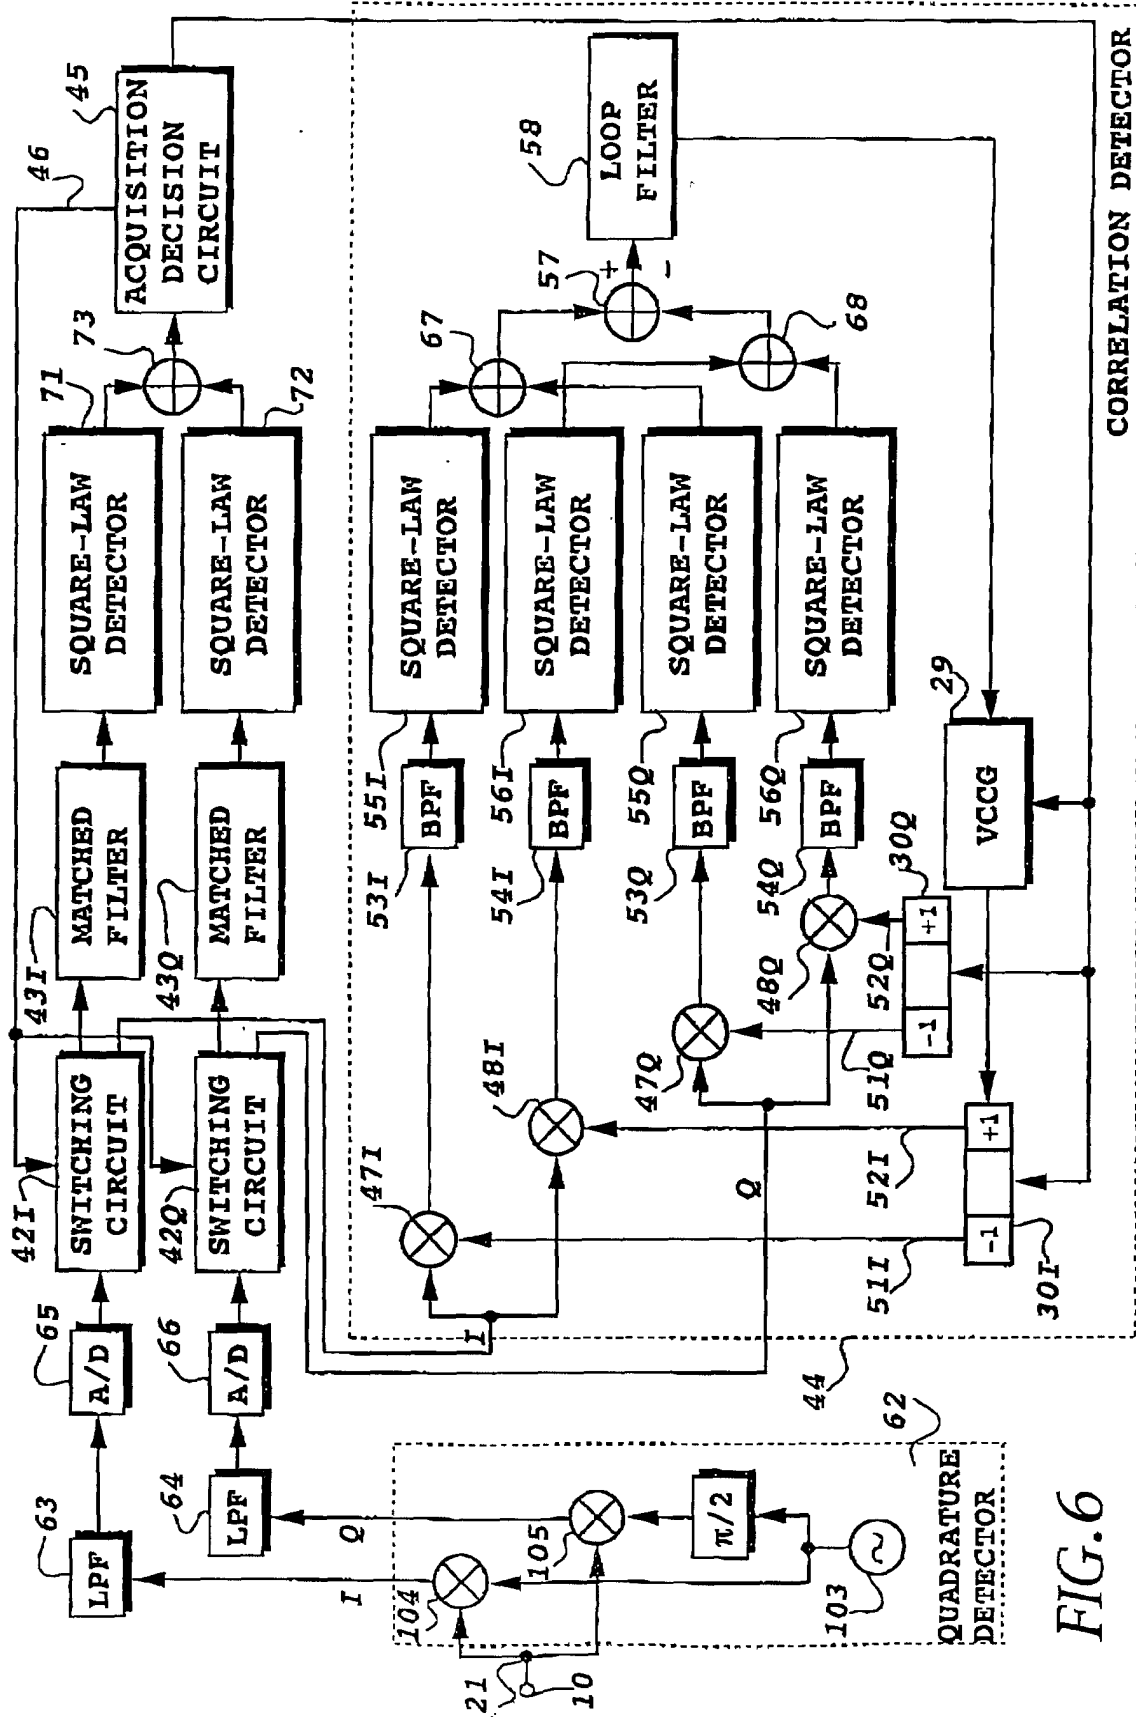 46
45
ACQUISITION
DECISION
CIRCUIT
73
71
SQUARE-LAW
DETECTOR
72
SQUARE-LAW
DETECTOR
43I
MATCHED
FILTER
43Q
MATCHED
FILTER
42I
SWITCHING
CIRCUIT
42Q
SWITCHING
CIRCUIT
65
A/D
66
A/D
63
LPF
64
LPF
58
LOOP
FILTER
57
+
-
67
68
SQUARE-LAW
DETECTOR
SQUARE-LAW
DETECTOR
SQUARE-LAW
DETECTOR
SQUARE-LAW
DETECTOR
55I
56I
55Q
56Q
BPF
BPF
BPF
BPF
53I
54I
53Q
54Q
47I
48I
47Q
48Q
I
Q
29
VCCG
30Q
-1
+1
51Q
52Q
30I
-1
+1
51I
52I
44
CORRELATION DETECTOR
62
I
Q
104
105
π/2
~
103
21
10
QUADRATURE
DETECTOR
FIG.6